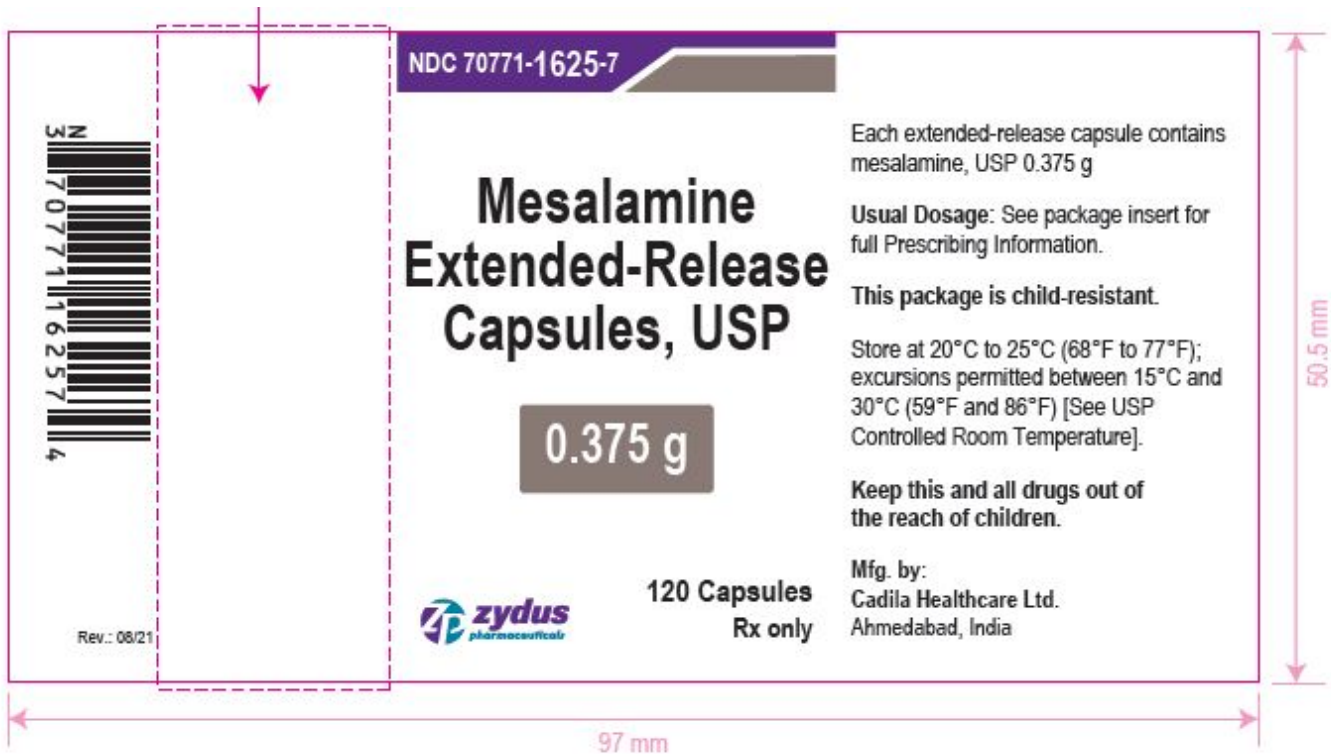 NDC 70771-1625-7
Mesalamine
Extended-Release
Capsules, USP
0.375 g
zydus
pharmaceuticals
120 Capsules
Rx only
Each extended-release capsule contains
mesalamine, USP 0.375 g
Usual Dosage: See package insert for
full Prescribing Information.
This package is child-resistant.
Store at 20°C to 25°C (68°F to 77°F);
excursions permitted between 15°C and
30°C (59°F and 86°F) [See USP
Controlled Room Temperature].
Keep this and all drugs out of
the reach of children.
Mfg. by:
Cadila Healthcare Ltd.
Ahmedabad, India
N
3 70771 16257 4
Rev.: 08/21
50.5 mm
97 mm